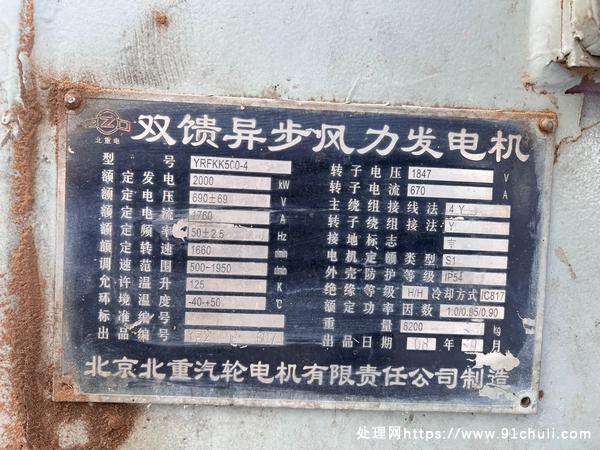 北重电
双馈异步风力发电机
型号 YRFKK500-4 转子电压 1847 V
额定发电 2000 kW 转子电流 670 A
额定电压 690±69 V 子绕组接线法 4 Y
额定电流 1760 A 转子绕组接法 Y
额定频率 50±2.5 Hz 接地标志
额定转速 1660 r/min 电机定额类型 S1
调速范围 500-1950 r/min 外壳防护等级 IP54
允许温升 125 K 绝缘 H/H 冷却方式 IC817
环境温度 -40-+50 ℃ 额定功率因数 1.0/0.85/0.90
标准编号 重量 8200 kg
出品编号 出品日期 08 年 9 月
北京北重汽轮电机有限责任公司制造
处理网https://www.91chuli.com/